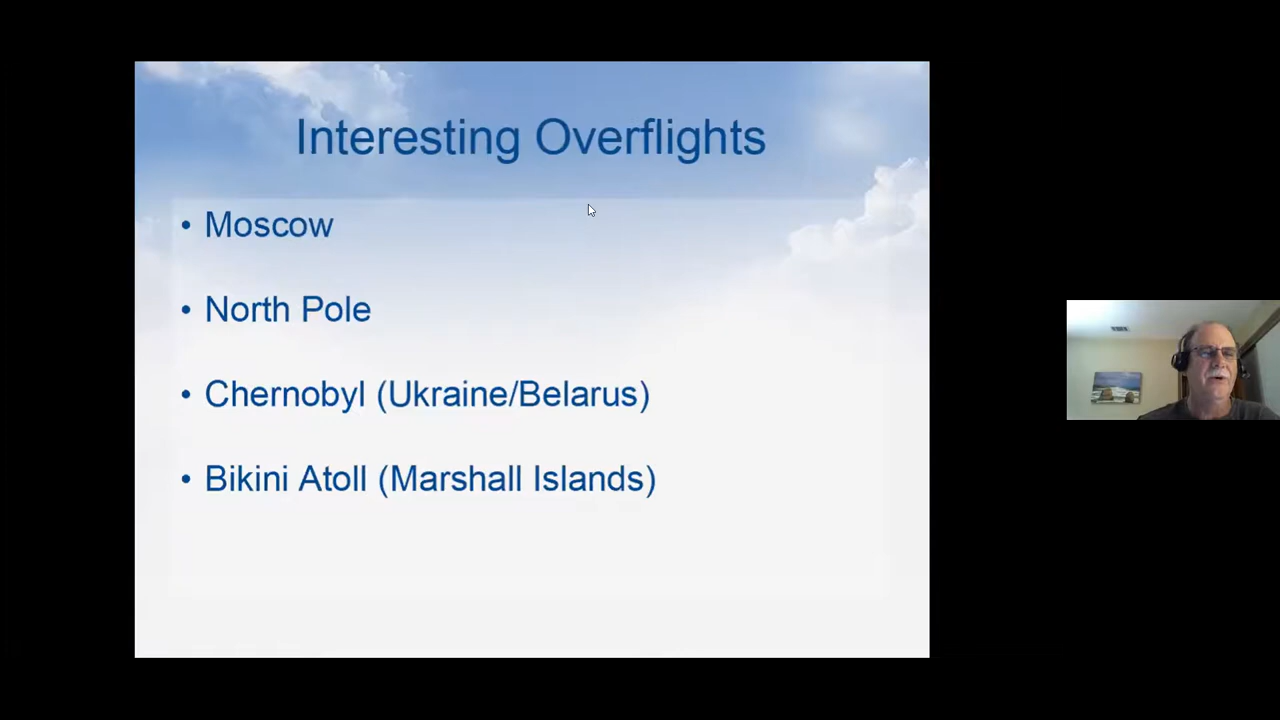 Interesting Overflights
• Moscow
• North Pole
• Chernobyl (Ukraine/Belarus)
• Bikini Atoll (Marshall Islands)